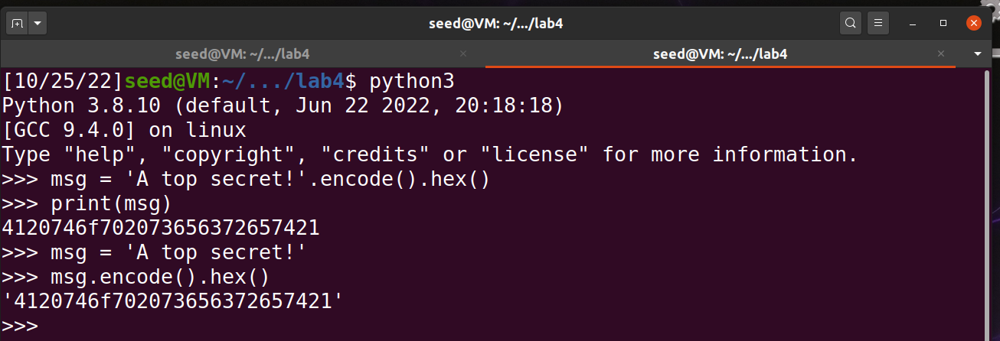 seed@VM: ~/.../lab4
seed@VM: ~/.../lab4
seed@VM: ~/.../lab4
[10/25/22]seed@VM:~/.../lab4$ python3
Python 3.8.10 (default, Jun 22 2022, 20:18:18)
[GCC 9.4.0] on linux
Type "help", "copyright", "credits" or "license" for more information.
>>> msg = 'A top secret!'.encode().hex()
>>> print(msg)
4120746f702073656372657421
>>> msg = 'A top secret!'
>>> msg.encode().hex()
'4120746f702073656372657421'
>>>